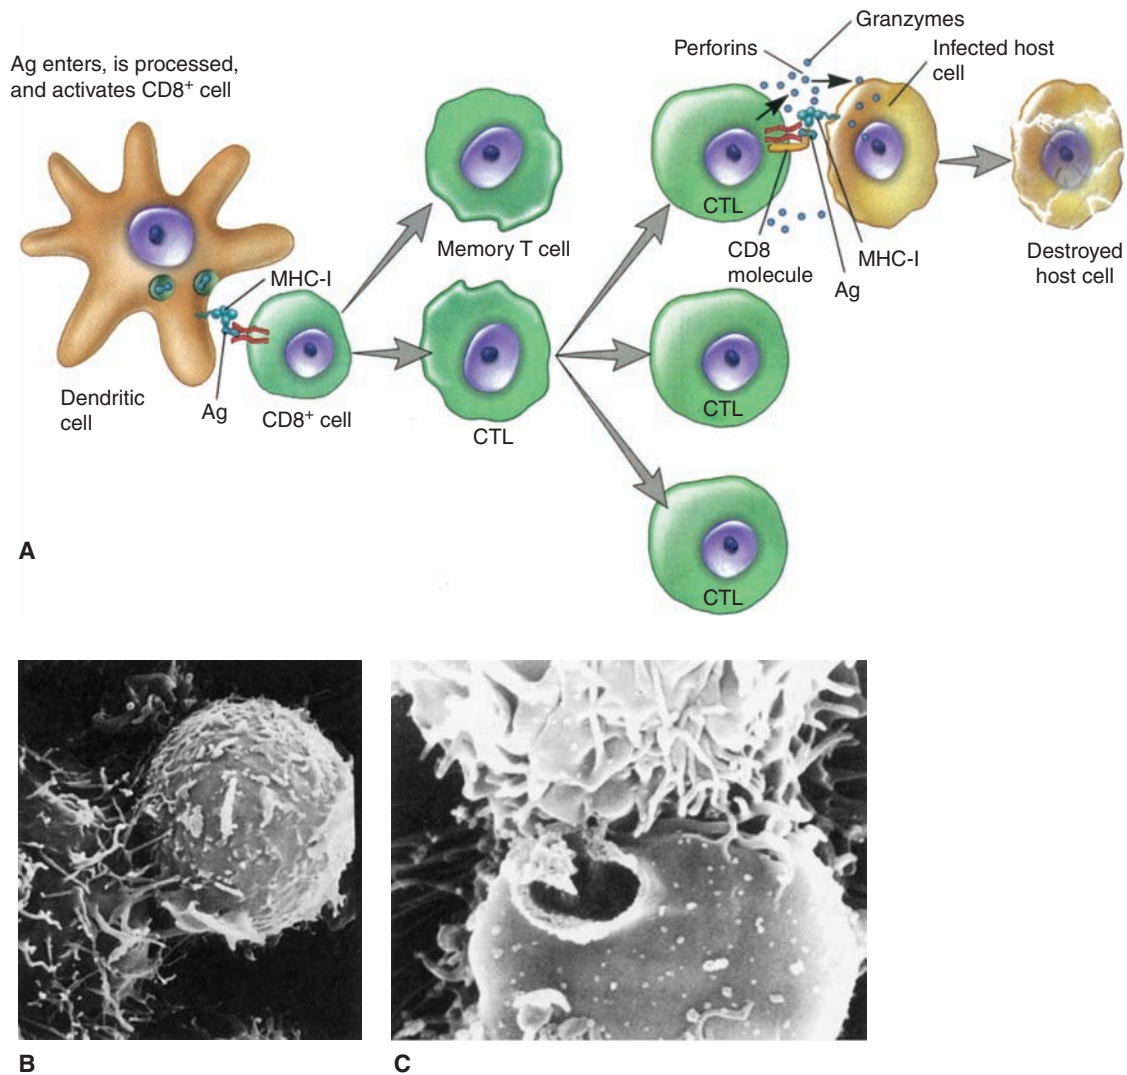 Ag enters, is processed,
and activates CD8⁺ cell
Granzymes
Perforins
Infected host
cell
CTL
Memory T cell
CD8
molecule
MHC-I
Ag
Destroyed
host cell
MHC-I
Dendritic
cell
Ag
CD8⁺ cell
CTL
CTL
CTL
A
B
C